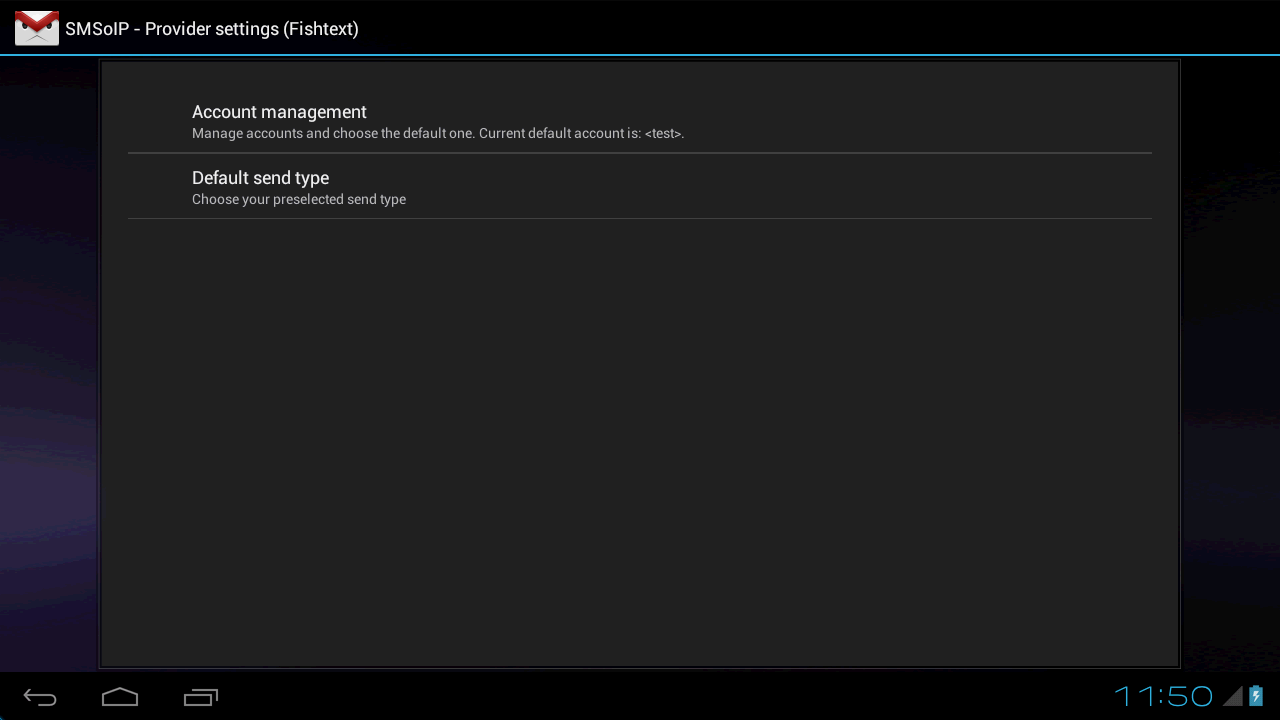 SMSoIP - Provider settings (Fishtext)
Account management
Manage accounts and choose the default one. Current default account is: <test>.
Default send type
Choose your preselected send type
11:50